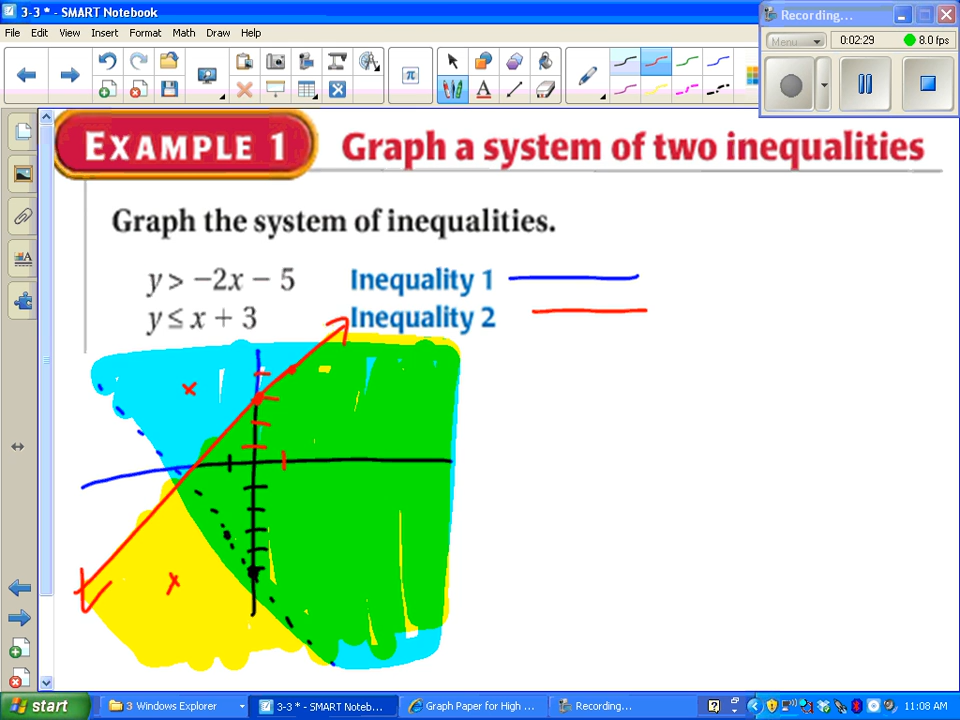 3-3 * - SMART Notebook
Recording...
File Edit View Insert Format Math Draw Help
Menu
0:02:29
8.0 fps
π
A
EXAMPLE 1 Graph a system of two inequalities
Graph the system of inequalities.
y > −2x − 5 Inequality 1
y ≤ x + 3 Inequality 2
start
3 Windows Explorer
3-3 * - SMART Noteb...
Graph Paper for High ...
Recording...
11:08 AM